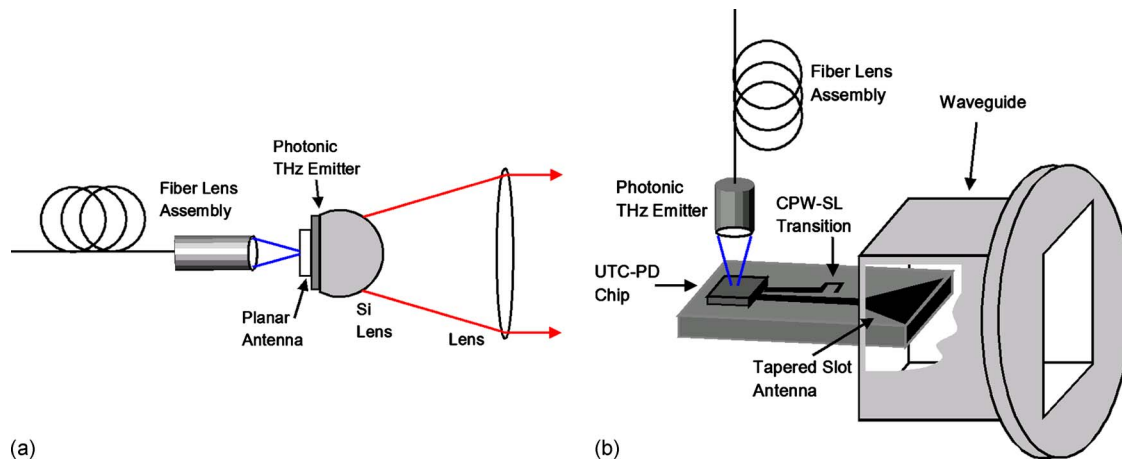 Photonic
THz Emitter
Fiber Lens
Assembly
Planar
Antenna
Si
Lens
Lens
(a)
Fiber Lens
Assembly
Waveguide
Photonic
THz Emitter
CPW-SL
Transition
UTC-PD
Chip
Tapered Slot
Antenna
(b)